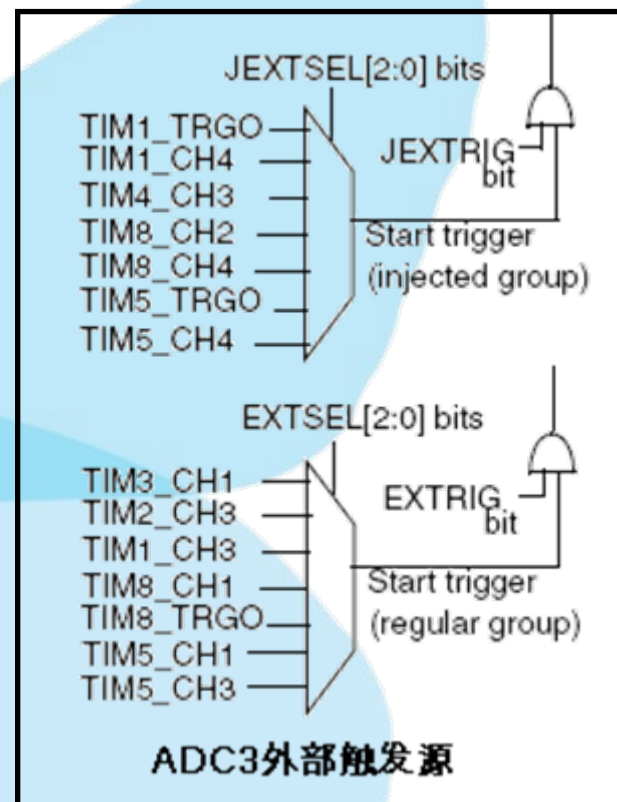 JEXTSEL[2:0] bits
TIM1_TRGO
TIM1_CH4
TIM4_CH3
TIM8_CH2
TIM8_CH4
TIM5_TRGO
TIM5_CH4
JEXTRIG
bit
Start trigger
(injected group)
EXTSEL[2:0] bits
TIM3_CH1
TIM2_CH3
TIM1_CH3
TIM8_CH1
TIM8_TRGO
TIM5_CH1
TIM5_CH3
EXTRIG
bit
Start trigger
(regular group)
ADC3外部触发源